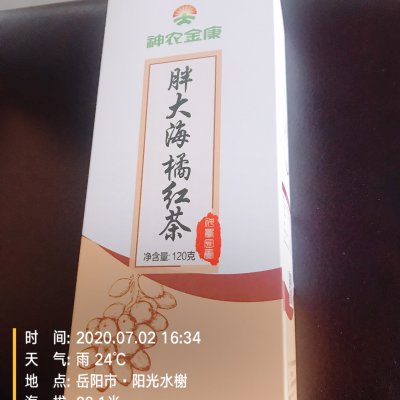 神农金康
胖大海橘红茶
净含量: 120克
时 间: 2020.07.02 16:34
天 气: 雨 24℃
地 点: 岳阳市·阳光水榭